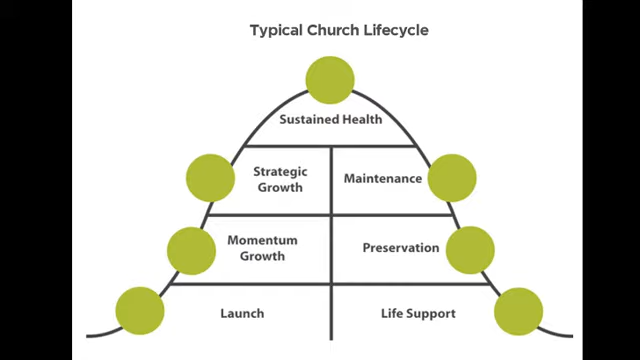 Typical Church Lifecycle
Sustained Health
Strategic
Growth
Maintenance
Momentum
Growth
Preservation
Launch
Life Support